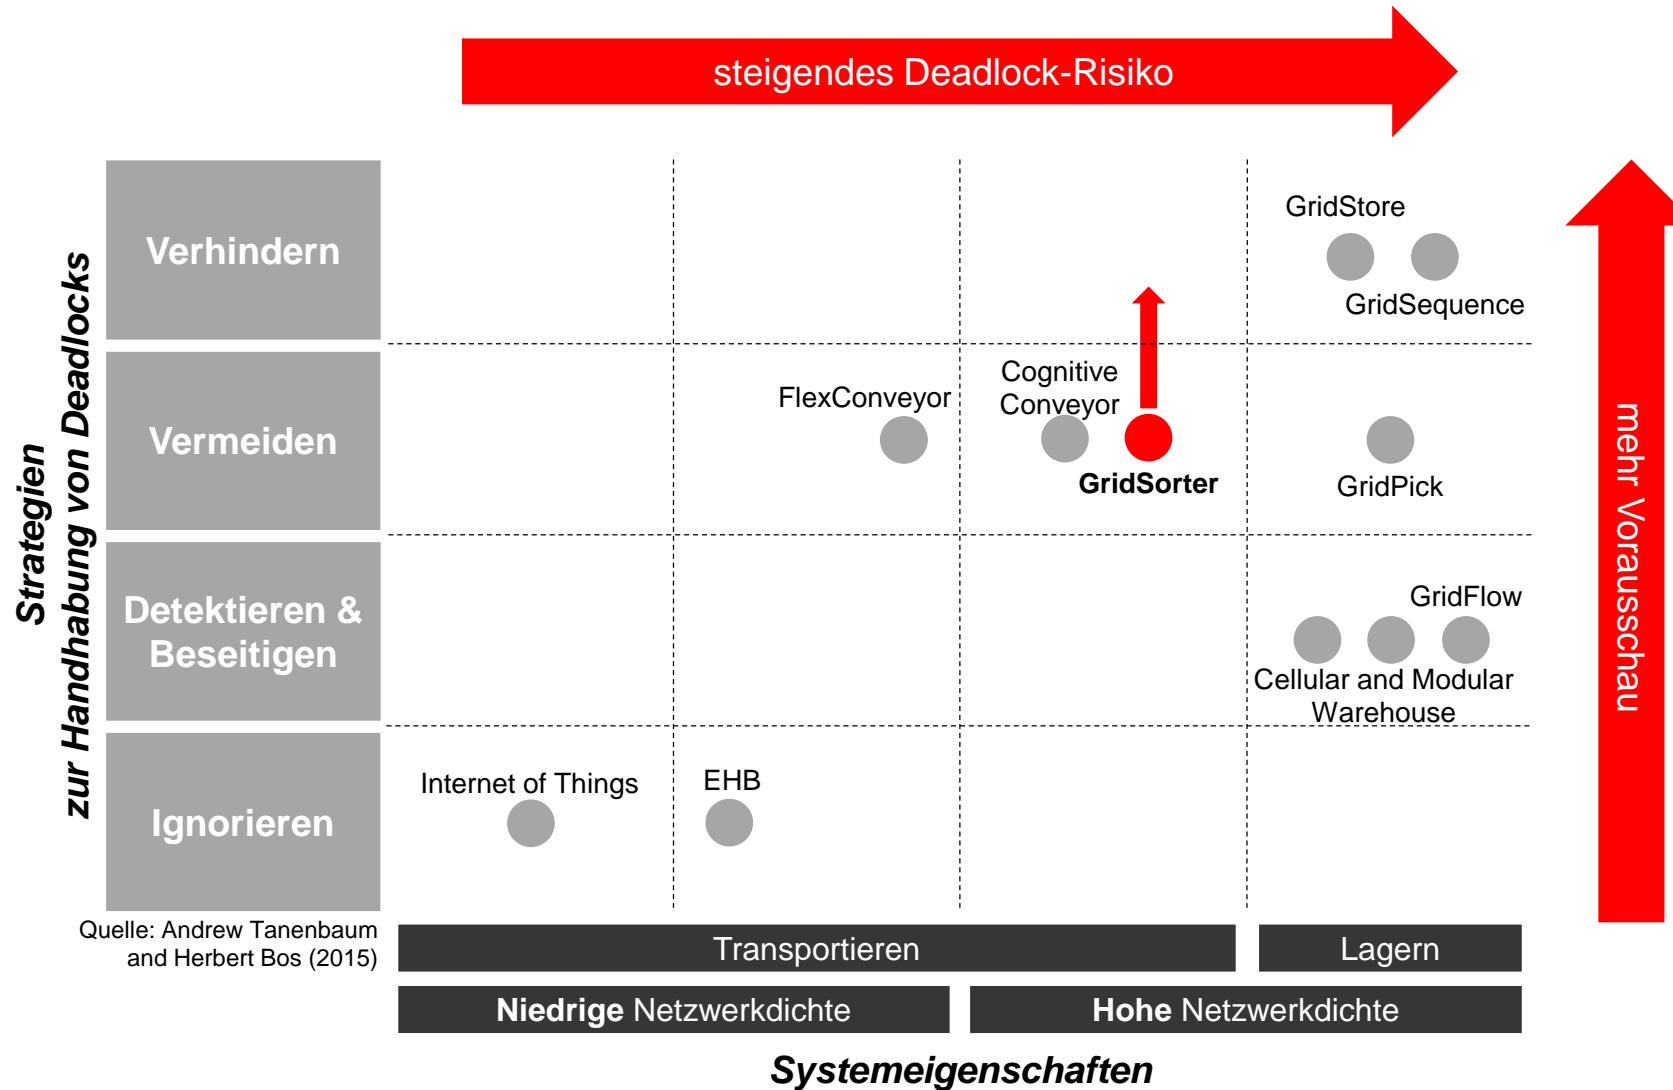 steigendes Deadlock-Risiko
Strategien
zur Handhabung von Deadlocks
Verhindern
GridStore
GridSequence
Vermeiden
FlexConveyor
Cognitive
Conveyor
GridSorter
GridPick
mehr Vorausschau
Detektieren &
Beseitigen
GridFlow
Cellular and Modular
Warehouse
Ignorieren
Internet of Things
EHB
Quelle: Andrew Tanenbaum
and Herbert Bos (2015)
Transportieren
Lagern
Niedrige Netzwerkdichte
Hohe Netzwerkdichte
Systemeigenschaften